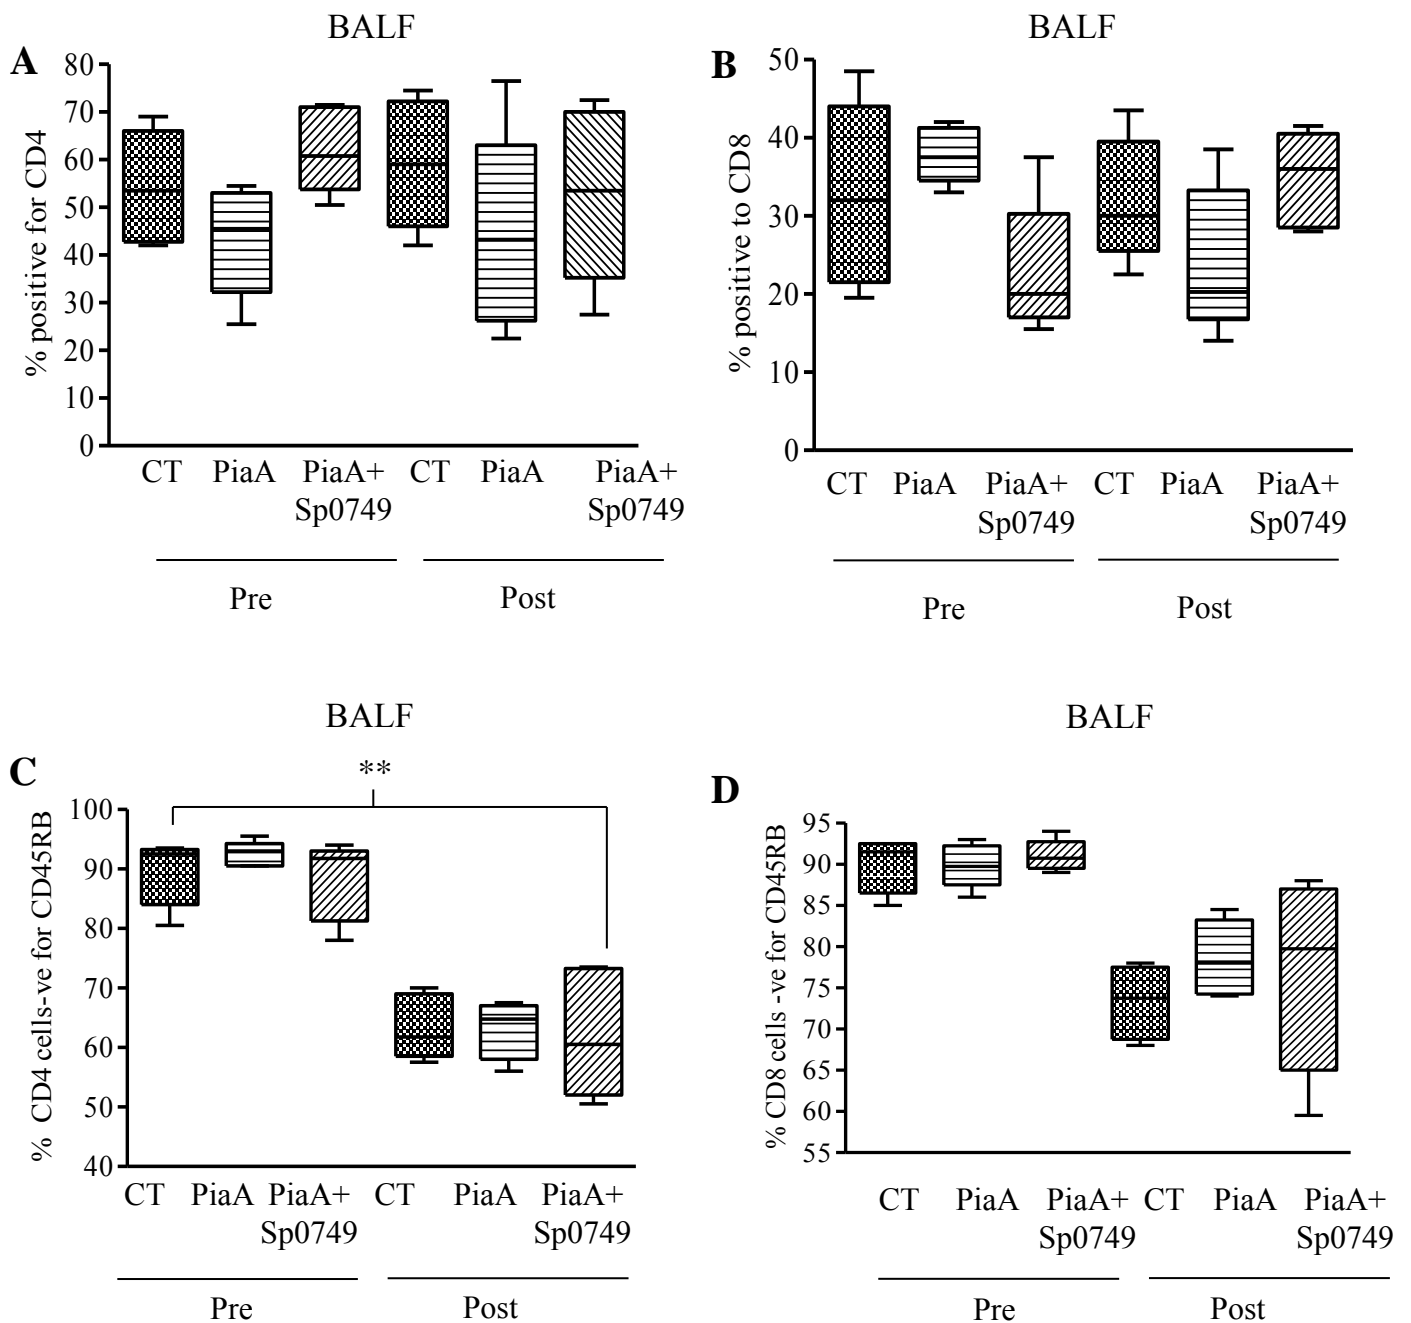 BALF
A
% positive for CD4
80
70
60
50
40
30
20
10
0
CT PiaA PiaA+ CT PiaA PiaA+
Sp0749 Sp0749
Pre Post
BALF
B
% positive to CD8
50
40
30
20
10
0
CT PiaA PiaA+ CT PiaA PiaA+
Sp0749 Sp0749
Pre Post
BALF
C
**
% CD4 cells-ve for CD45RB
100
90
80
70
60
50
40
CT PiaA PiaA+ CT PiaA PiaA+
Sp0749 Sp0749
Pre Post
BALF
D
% CD8 cells -ve for CD45RB
95
90
85
80
75
70
65
60
55
CT PiaA PiaA+ CT PiaA PiaA+
Sp0749 Sp0749
Pre Post